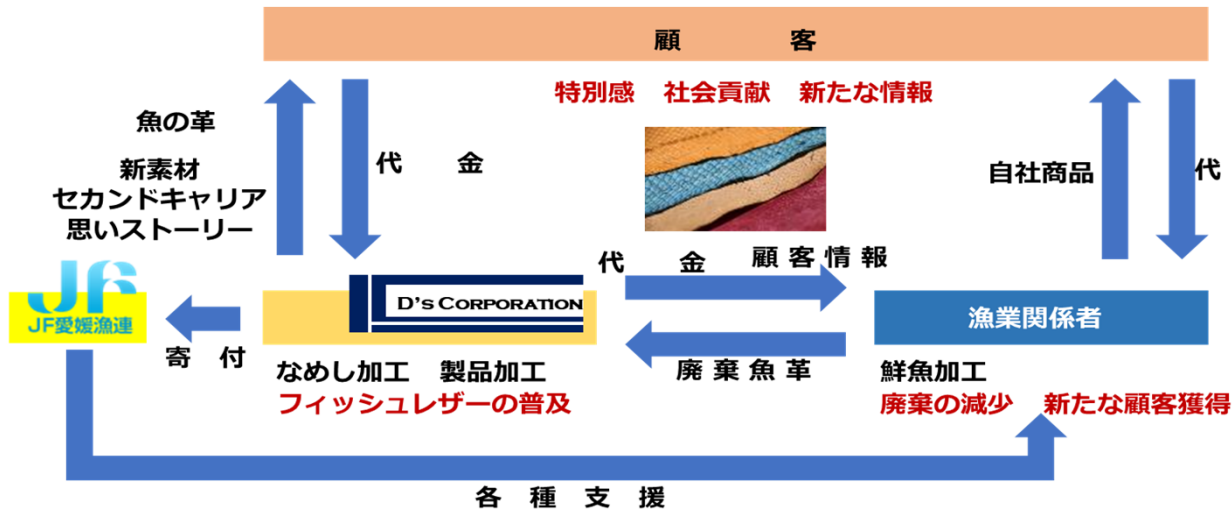 顧客
特別感 社会貢献 新たな情報
魚の革
新素材
セカンドキャリア
思いストーリー
代金
自社商品
代
代金 顧客情報
JF
JF愛媛漁連
D's CORPORATION
漁業関係者
寄付
なめし加工 製品加工
フィッシュレザーの普及
廃棄魚革
鮮魚加工
廃棄の減少 新たな顧客獲得
各種支援